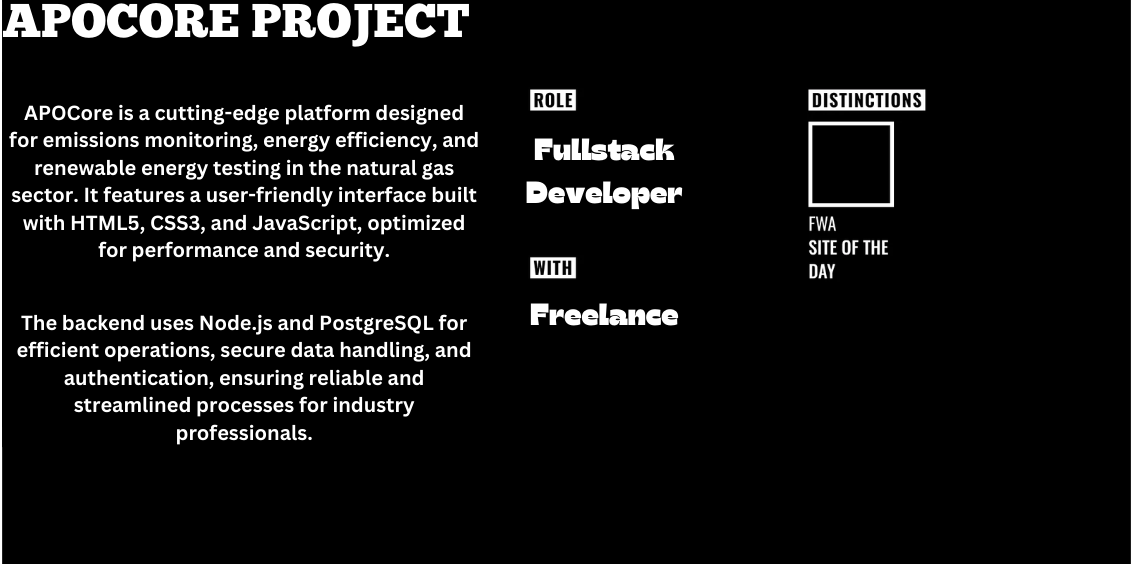 APOCORE PROJECT
APOCore is a cutting-edge platform designed
for emissions monitoring, energy efficiency, and
renewable energy testing in the natural gas
sector. It features a user-friendly interface built
with HTML5, CSS3, and JavaScript, optimized
for performance and security.
The backend uses Node.js and PostgreSQL for
efficient operations, secure data handling, and
authentication, ensuring reliable and
streamlined processes for industry
professionals.
ROLE
Fullstack
Developer
WITH
Freelance
DISTINCTIONS
FWA
SITE OF THE
DAY